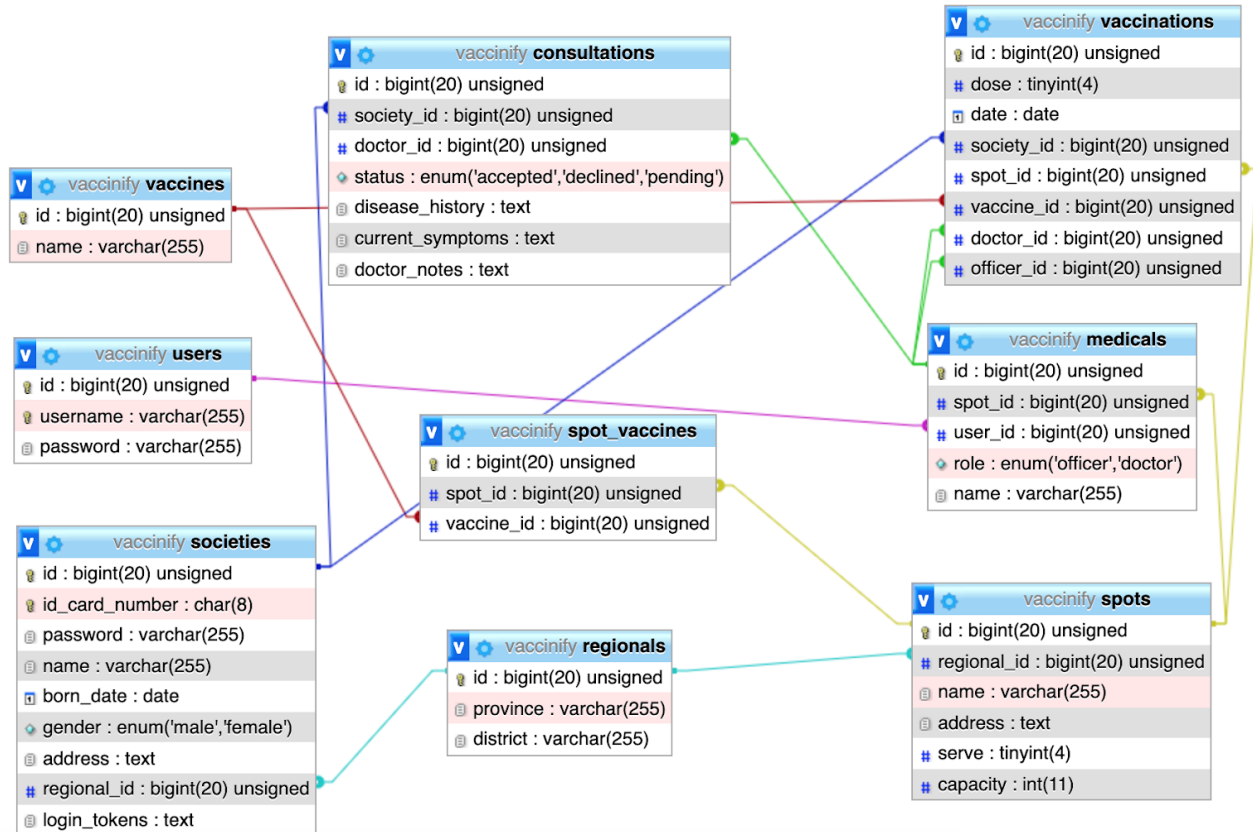 V vaccinify consultations
id : bigint(20) unsigned
# society_id : bigint(20) unsigned
# doctor_id : bigint(20) unsigned
status : enum('accepted','declined','pending')
disease_history : text
current_symptoms : text
doctor_notes : text
V vaccinify vaccinations
id : bigint(20) unsigned
# dose : tinyint(4)
date : date
# society_id : bigint(20) unsigned
# spot_id : bigint(20) unsigned
# vaccine_id : bigint(20) unsigned
# doctor_id : bigint(20) unsigned
# officer_id : bigint(20) unsigned
V vaccinify vaccines
id : bigint(20) unsigned
name : varchar(255)
V vaccinify users
id : bigint(20) unsigned
username : varchar(255)
password : varchar(255)
V vaccinify medicals
id : bigint(20) unsigned
# spot_id : bigint(20) unsigned
# user_id : bigint(20) unsigned
role : enum('officer','doctor')
name : varchar(255)
V vaccinify spot_vaccines
id : bigint(20) unsigned
# spot_id : bigint(20) unsigned
# vaccine_id : bigint(20) unsigned
V vaccinify societies
id : bigint(20) unsigned
id_card_number : char(8)
password : varchar(255)
name : varchar(255)
born_date : date
gender : enum('male','female')
address : text
# regional_id : bigint(20) unsigned
login_tokens : text
V vaccinify regionals
id : bigint(20) unsigned
province : varchar(255)
district : varchar(255)
V vaccinify spots
id : bigint(20) unsigned
# regional_id : bigint(20) unsigned
name : varchar(255)
address : text
# serve : tinyint(4)
# capacity : int(11)